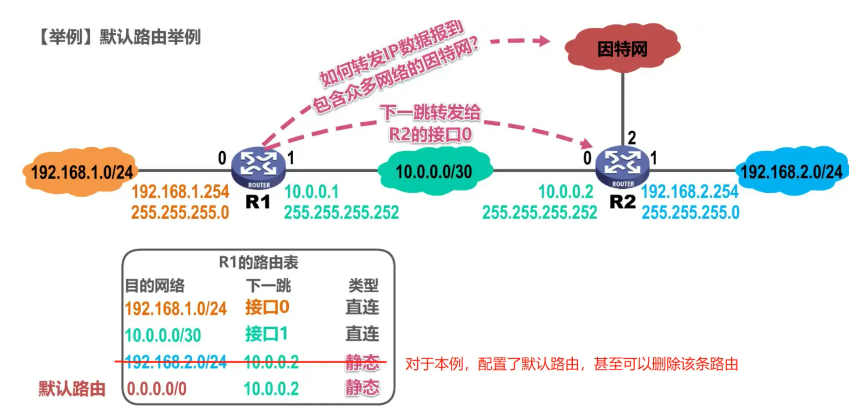 【举例】默认路由举例
如何转发IP数据报到
包含众多网络的因特网？
因特网
下一跳转发给
R2的接口0
2
0
1
0
1
192.168.1.0/24
ROUTER
10.0.0.0/30
ROUTER
192.168.2.0/24
192.168.1.254
255.255.255.0
R1
10.0.0.1
255.255.255.252
10.0.0.2
255.255.255.252
R2
192.168.2.254
255.255.255.0
R1的路由表
目的网络 下一跳 类型
192.168.1.0/24 接口0 直连
10.0.0.0/30 接口1 直连
192.168.2.0/24 10.0.0.2 静态 对于本例，配置了默认路由，甚至可以删除该条路由
默认路由 0.0.0.0/0 10.0.0.2 静态